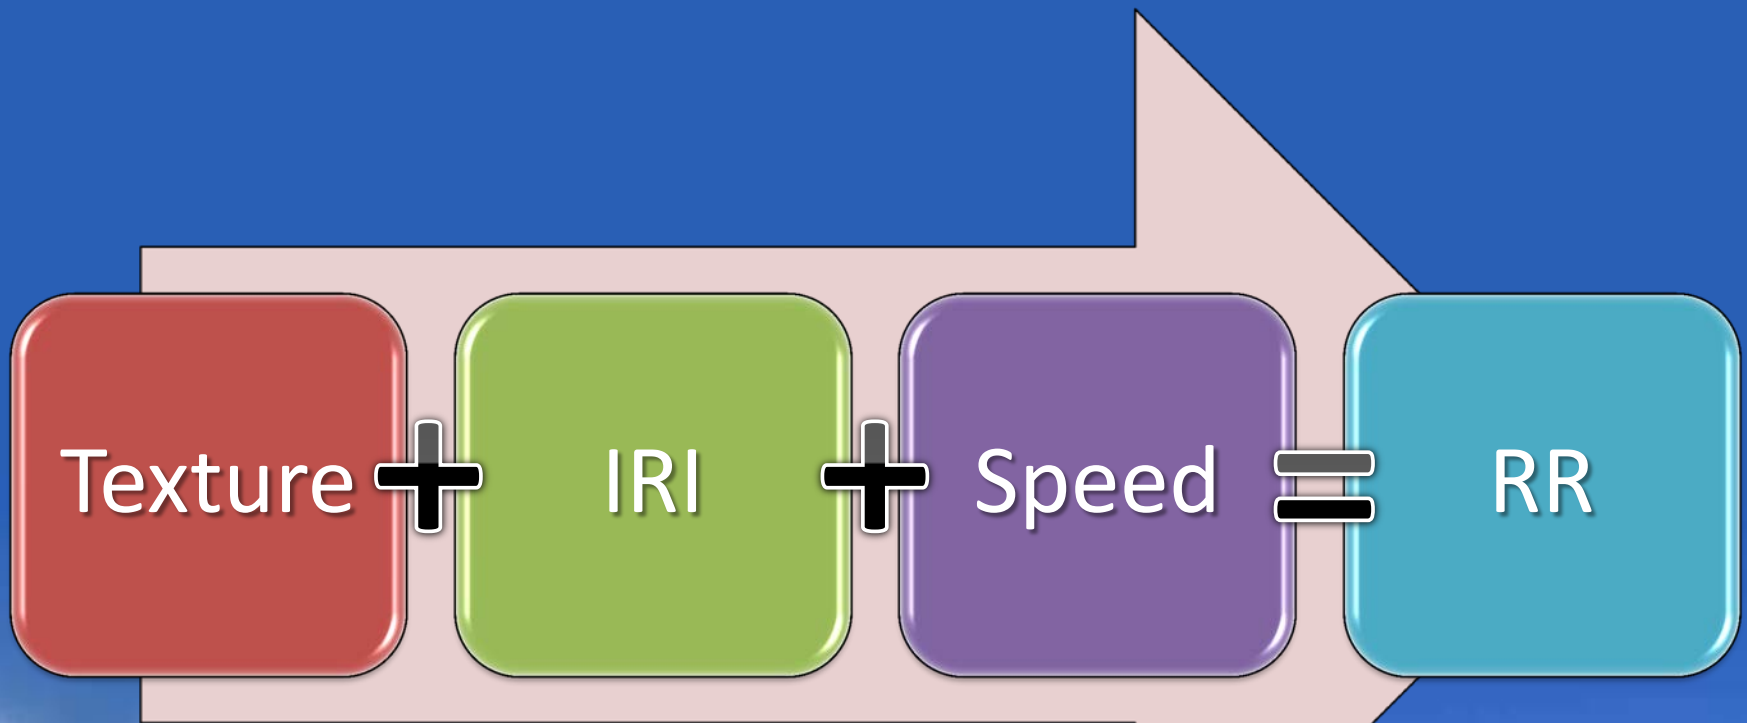 Texture + IRI + Speed = RR